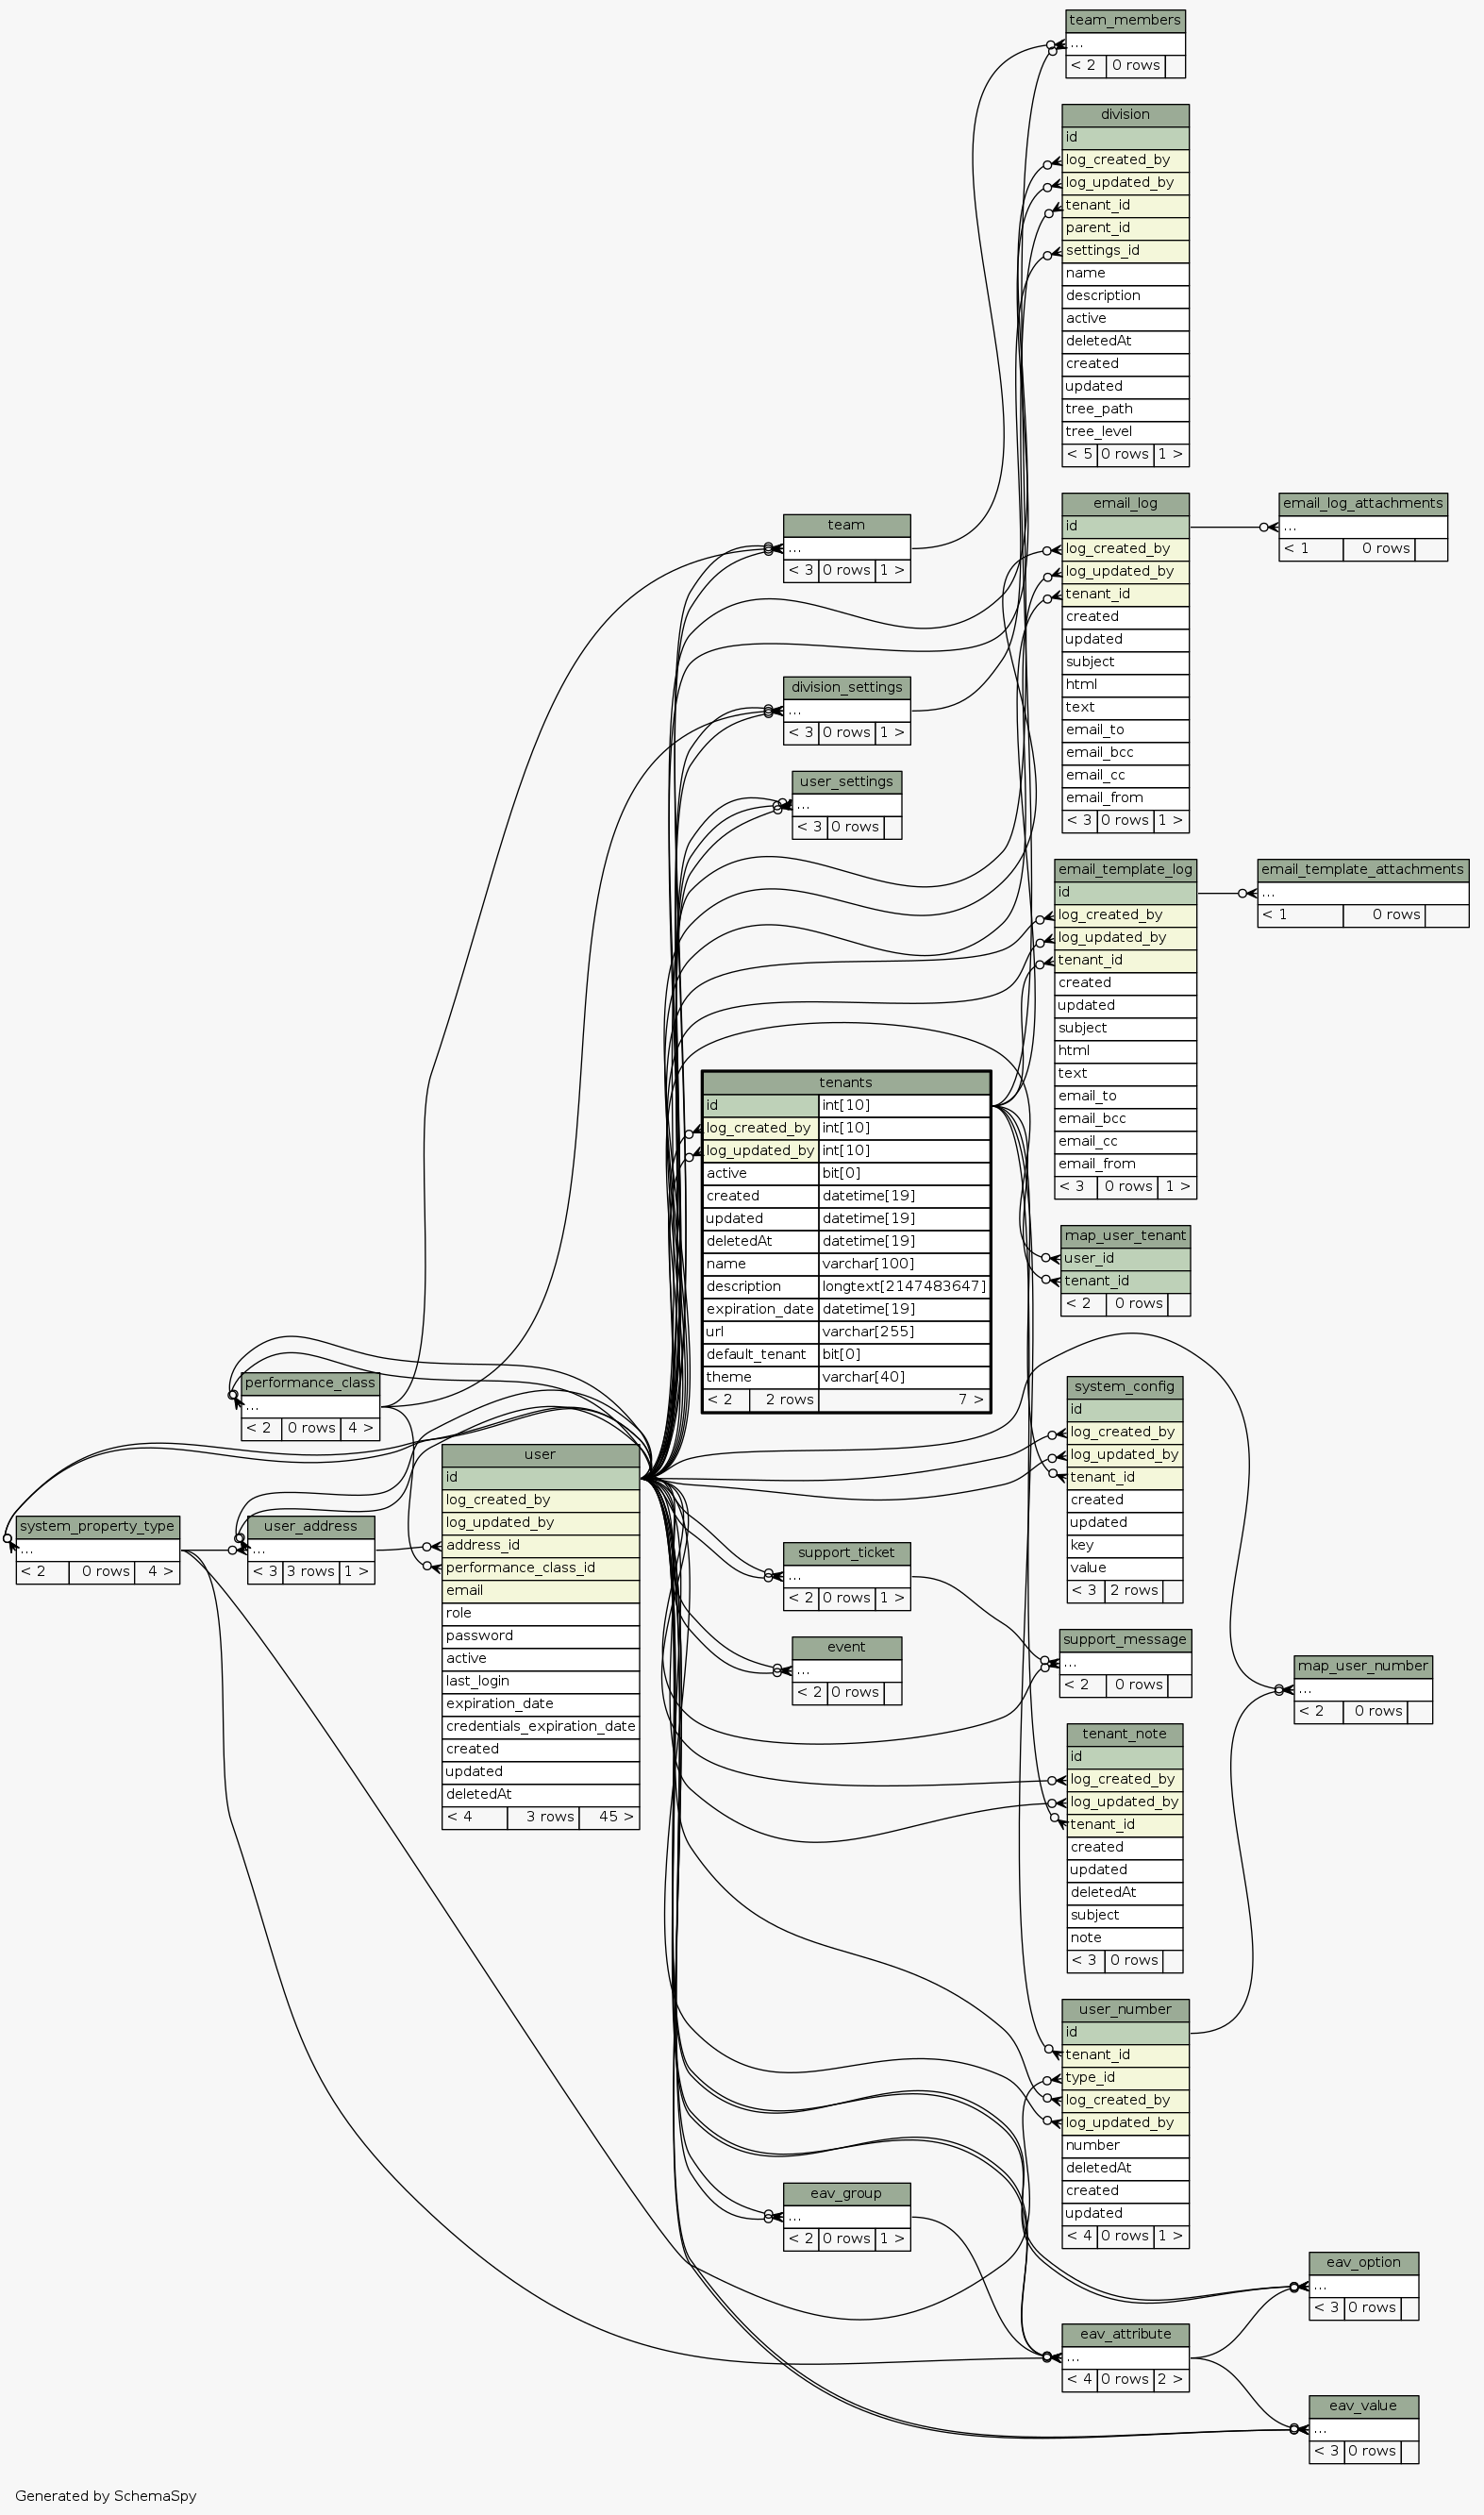 team_members
...
< 2 0 rows
division
id
log_created_by
log_updated_by
tenant_id
parent_id
settings_id
name
description
active
deletedAt
created
updated
tree_path
tree_level
< 5 0 rows 1 >
email_log
id
log_created_by
log_updated_by
tenant_id
created
updated
subject
html
text
email_to
email_bcc
email_cc
email_from
< 3 0 rows 1 >
email_log_attachments
...
< 1 0 rows
team
...
< 3 0 rows 1 >
division_settings
...
< 3 0 rows 1 >
user_settings
...
< 3 0 rows
email_template_log
id
log_created_by
log_updated_by
tenant_id
created
updated
subject
html
text
email_to
email_bcc
email_cc
email_from
< 3 0 rows 1 >
email_template_attachments
...
< 1 0 rows
tenants
id int[10]
log_created_by int[10]
log_updated_by int[10]
active bit[0]
created datetime[19]
updated datetime[19]
deletedAt datetime[19]
name varchar[100]
description longtext[2147483647]
expiration_date datetime[19]
url varchar[255]
default_tenant bit[0]
theme varchar[40]
< 2 2 rows 7 >
map_user_tenant
user_id
tenant_id
< 2 0 rows
performance_class
...
< 2 0 rows 4 >
system_config
id
log_created_by
log_updated_by
tenant_id
created
updated
key
value
< 3 2 rows
user
id
log_created_by
log_updated_by
address_id
performance_class_id
email
role
password
active
last_login
expiration_date
credentials_expiration_date
created
updated
deletedAt
< 4 3 rows 45 >
system_property_type
...
< 2 0 rows 4 >
user_address
...
< 3 3 rows 1 >
support_ticket
...
< 2 0 rows 1 >
event
...
< 2 0 rows
support_message
...
< 2 0 rows
map_user_number
...
< 2 0 rows
tenant_note
id
log_created_by
log_updated_by
tenant_id
created
updated
deletedAt
subject
note
< 3 0 rows
user_number
id
tenant_id
type_id
log_created_by
log_updated_by
number
deletedAt
created
updated
< 4 0 rows 1 >
eav_group
...
< 2 0 rows 1 >
eav_option
...
< 3 0 rows
eav_attribute
...
< 4 0 rows 2 >
eav_value
...
< 3 0 rows
Generated by SchemaSpy